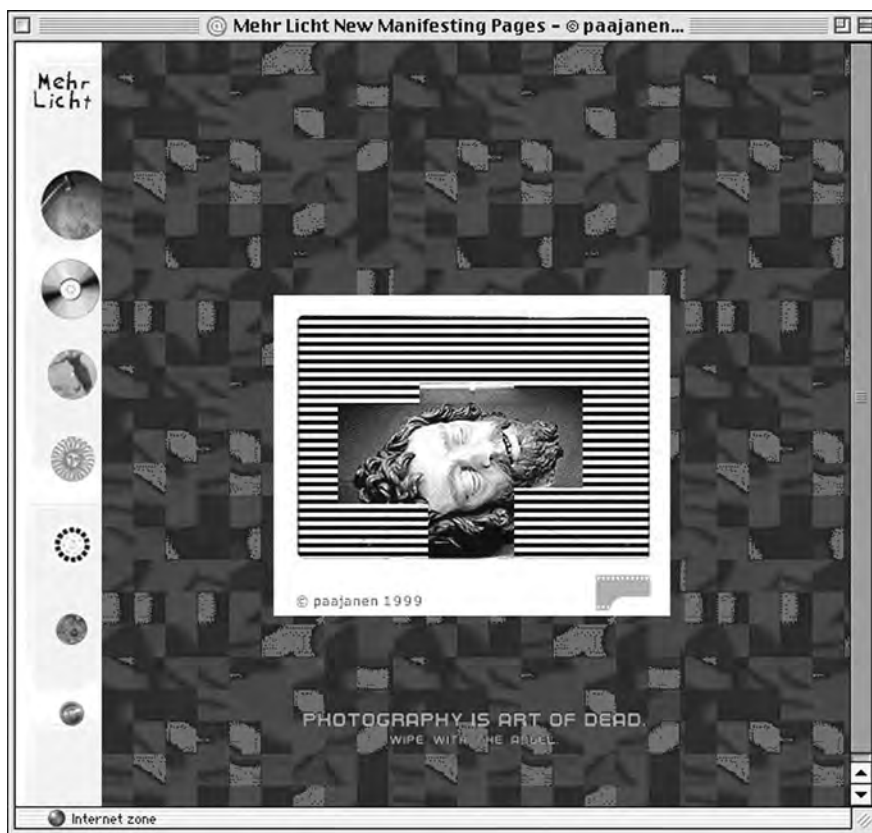 @ Mehr Licht New Manifesting Pages - © paajanen...
Mehr
Licht
© paajanen 1999
PHOTOGRAPHY IS ART OF DEAD.
WIPE WITH THE ANGEL.
Internet zone